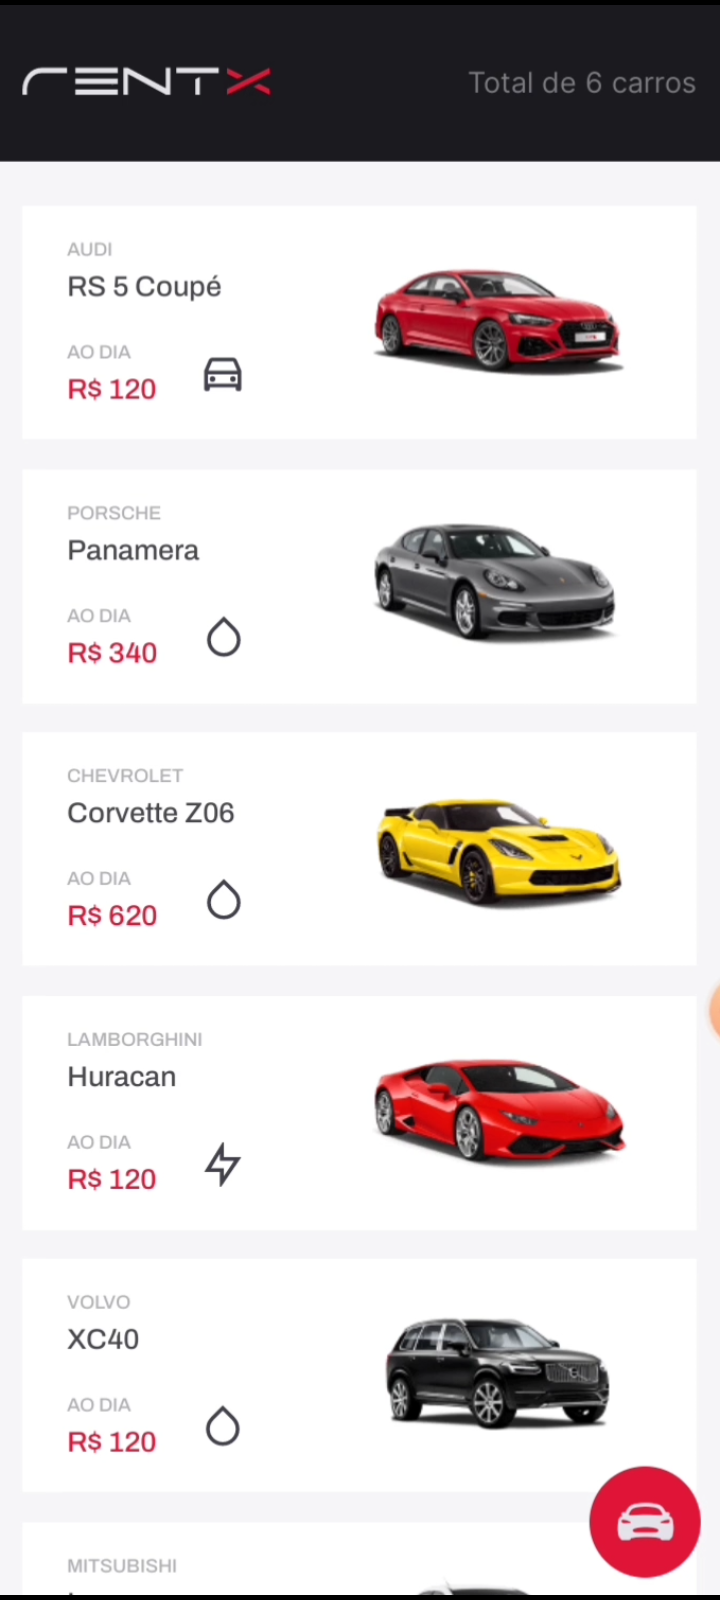 RENTX
Total de 6 carros
AUDI
RS 5 Coupé
AO DIA
R$ 120
PORSCHE
Panamera
AO DIA
R$ 340
CHEVROLET
Corvette Z06
AO DIA
R$ 620
LAMBORGHINI
Huracan
AO DIA
R$ 120
VOLVO
XC40
AO DIA
R$ 120
MITSUBISHI